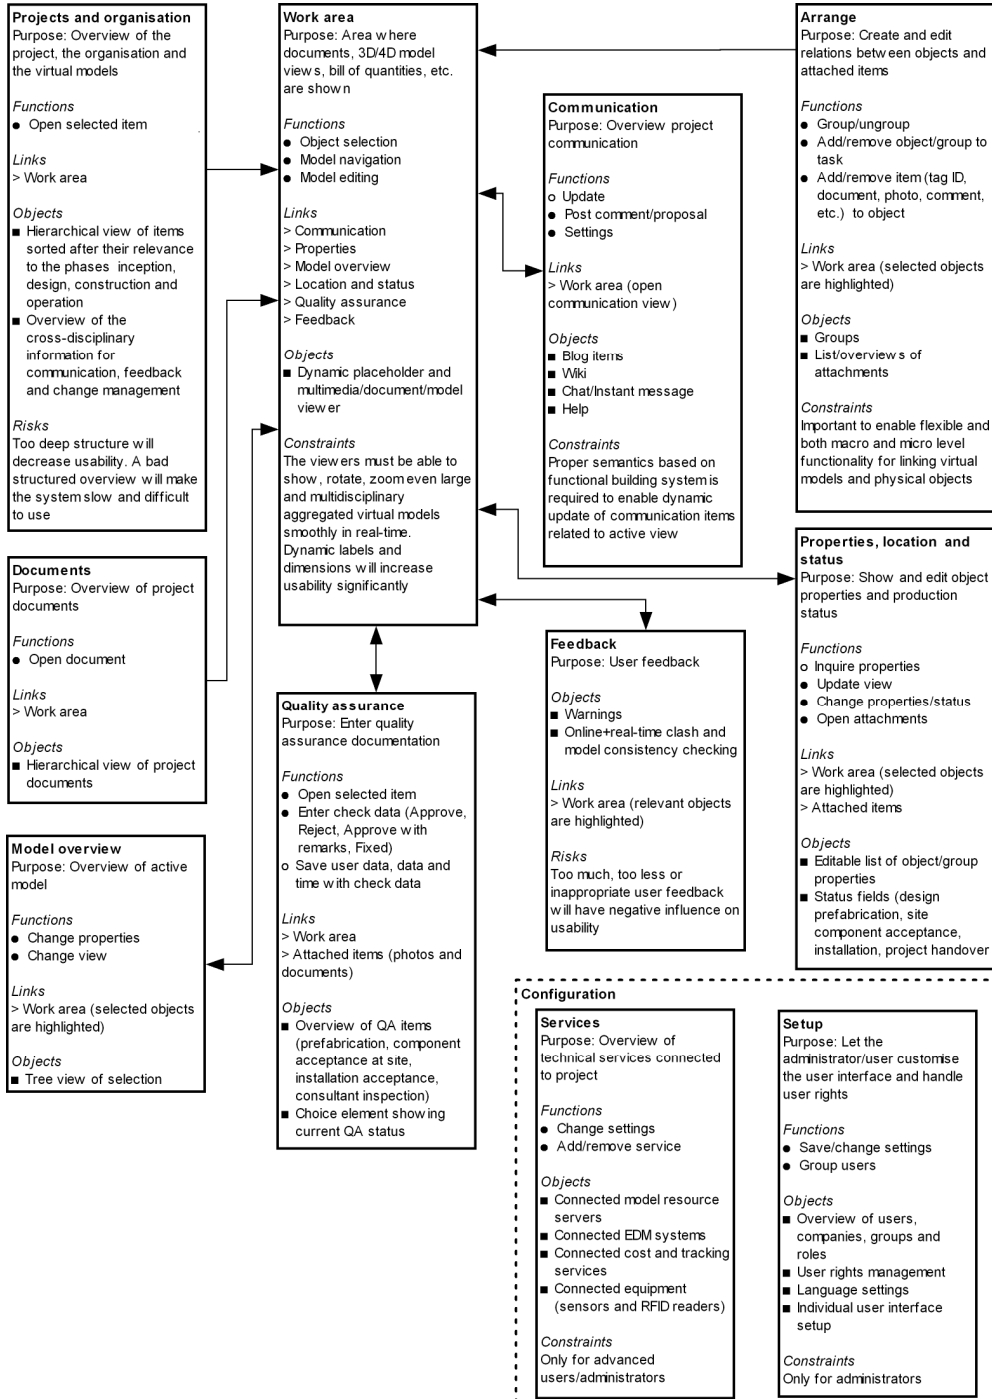 Projects and organisation
Purpose: Overview of the
project, the organisation and
the virtual models
Functions
● Open selected item
Links
> Work area
Objects
■ Hierarchical view of items
sorted after their relevance
to the phases inception,
design, construction and
operation
■ Overview of the
cross-disciplinary
information for
communication, feedback
and change management
Risks
Too deep structure will
decrease usability. A bad
structured overview will make
the system slow and difficult
to use
Documents
Purpose: Overview of project
documents
Functions
● Open document
Links
> Work area
Objects
■ Hierarchical view of project
documents
Model overview
Purpose: Overview of active
model
Functions
● Change properties
● Change view
Links
> Work area (selected objects
are highlighted)
Objects
■ Tree view of selection
Work area
Purpose: Area where
documents, 3D/4D model
views, bill of quantities, etc.
are shown
Functions
● Object selection
● Model navigation
● Model editing
Links
> Communication
> Properties
> Model overview
> Location and status
> Quality assurance
> Feedback
Objects
■ Dynamic placeholder and
multimedia/document/model
viewer
Constraints
The viewers must be able to
show, rotate, zoom even large
and multidisciplinary
aggregated virtual models
smoothly in real-time.
Dynamic labels and
dimensions will increase
usability significantly
Quality assurance
Purpose: Enter quality
assurance documentation
Functions
● Open selected item
● Enter check data (Approve,
Reject, Approve with
remarks, Fixed)
○ Save user data, data and
time with check data
Links
> Work area
> Attached items (photos and
documents)
Objects
■ Overview of QA items
(prefabrication, component
acceptance at site,
installation acceptance,
consultant inspection)
■ Choice element showing
current QA status
Communication
Purpose: Overview project
communication
Functions
○ Update
● Post comment/proposal
● Settings
Links
> Work area (open
communication view)
Objects
■ Blog items
■ Wiki
■ Chat/Instant message
■ Help
Constraints
Proper semantics based on
functional building system is
required to enable dynamic
update of communication items
related to active view
Feedback
Purpose: User feedback
Objects
■ Warnings
■ Online+real-time clash and
model consistency checking
Links
> Work area (relevant objects
are highlighted)
Risks
Too much, too less or
inappropriate user feedback
will have negative influence on
usability
Arrange
Purpose: Create and edit
relations between objects and
attached items
Functions
● Group/ungroup
● Add/remove object/group to
task
● Add/remove item (tag ID,
document, photo, comment,
etc.) to object
Links
> Work area (selected objects
are highlighted)
Objects
■ Groups
■ List/overviews of
attachments
Constraints
Important to enable flexible and
both macro and micro level
functionality for linking virtual
models and physical objects
Properties, location and
status
Purpose: Show and edit object
properties and production
status
Functions
○ Inquire properties
● Update view
● Change properties/status
● Open attachments
Links
> Work area (selected objects
are highlighted)
> Attached items
Objects
■ Editable list of object/group
properties
■ Status fields (design
prefabrication, site
component acceptance,
installation, project handover
Configuration
Services
Purpose: Overview of
technical services connected
to project
Functions
● Change settings
● Add/remove service
Objects
■ Connected model resource
servers
■ Connected EDM systems
■ Connected cost and tracking
services
■ Connected equipment
(sensors and RFID readers)
Constraints
Only for advanced
users/administrators
Setup
Purpose: Let the
administrator/user customise
the user interface and handle
user rights
Functions
● Save/change settings
● Group users
Objects
■ Overview of users,
companies, groups and
roles
■ User rights management
■ Language settings
■ Individual user interface
setup
Constraints
Only for administrators